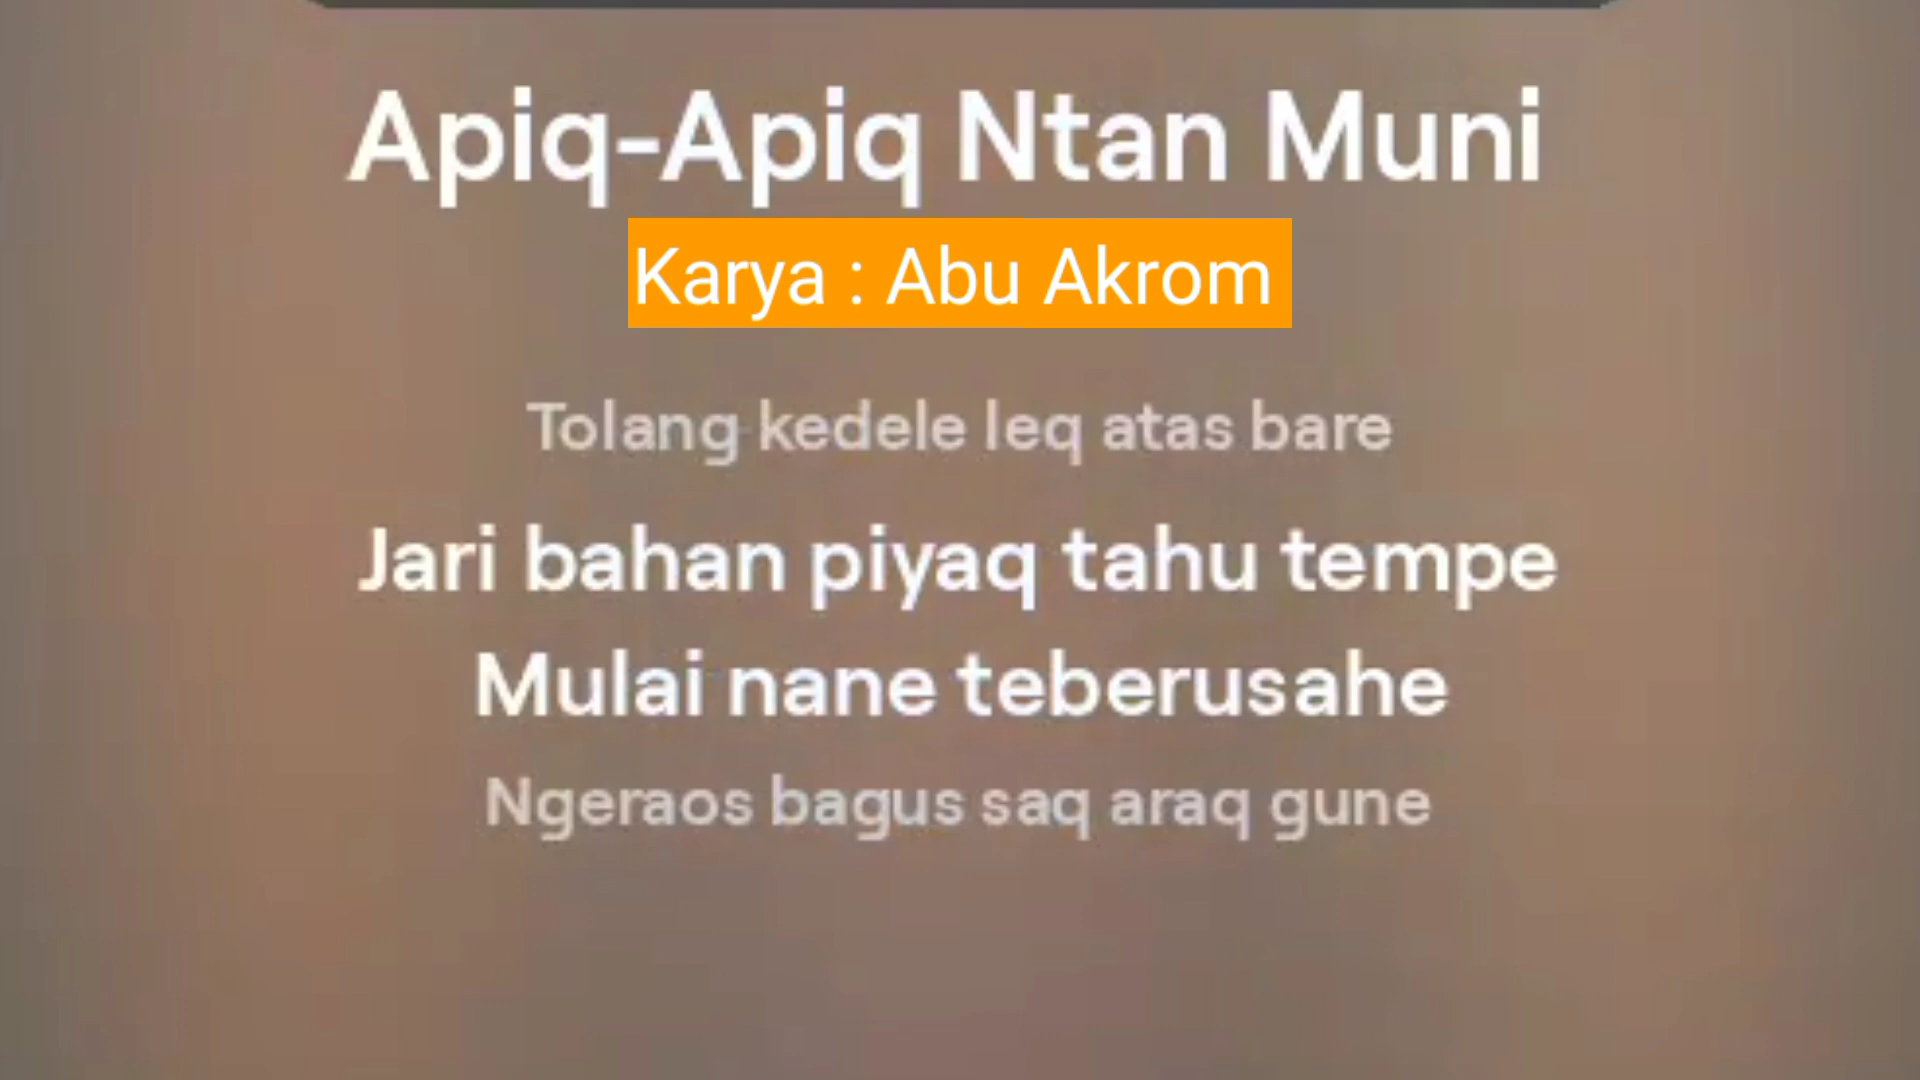 Apiq-Apiq Ntan Muni
Karya : Abu Akrom
Tolang kedele leq atas bare
Jari bahan piyaq tahu tempe
Mulai nane teberusahe
Ngeraos bagus saq araq gune